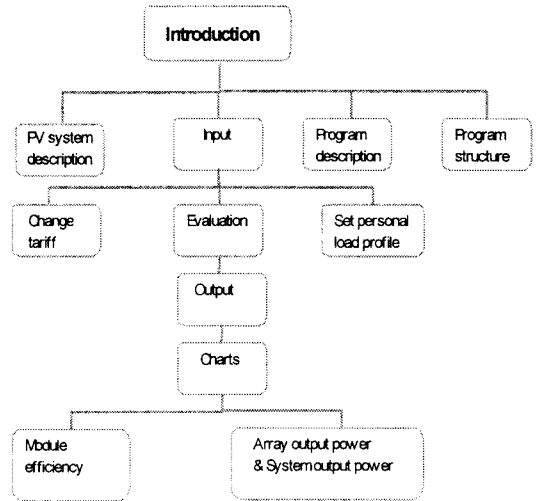 Introduction
PV system
description
Input
Program
description
Program
structure
Change
tariff
Evaluation
Set personal
load profile
Output
Charts
Module
efficiency
Array output power
& System output power